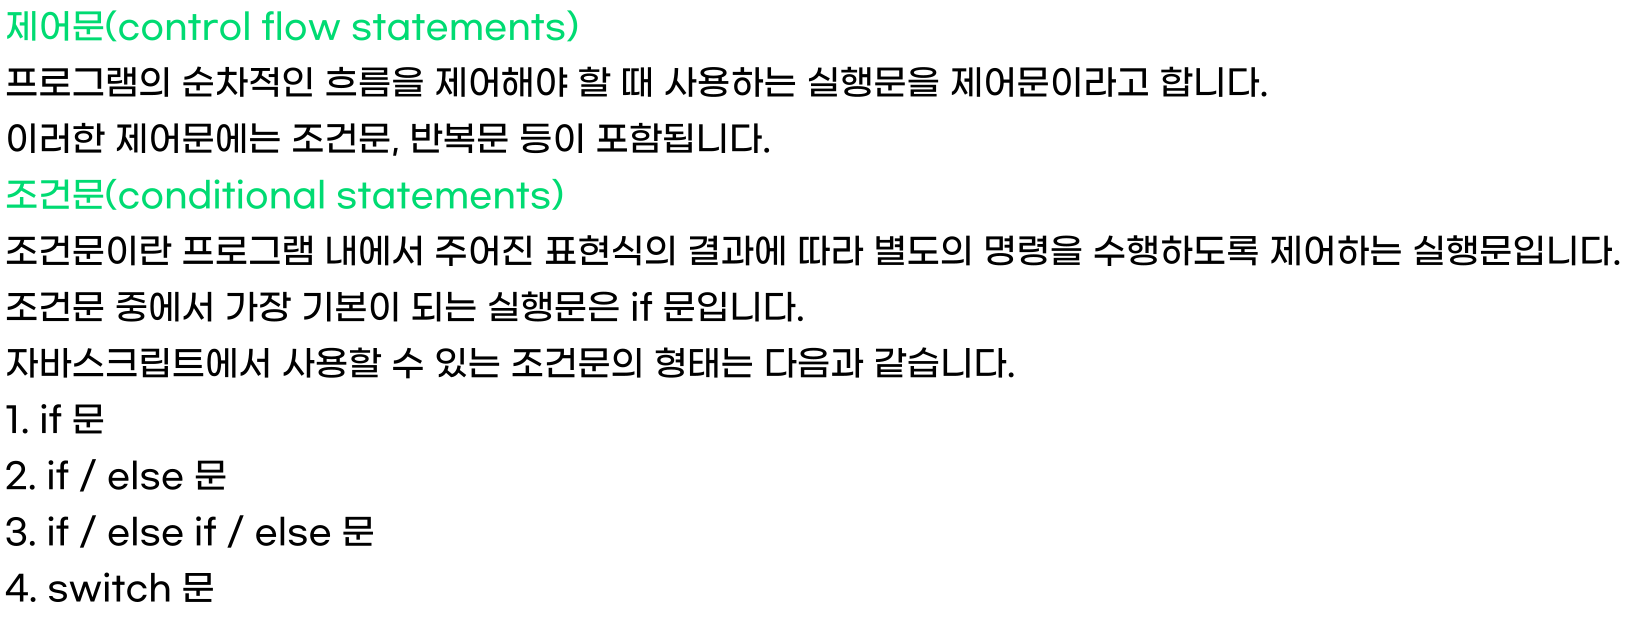 제어문(control flow statements)
프로그램의 순차적인 흐름을 제어해야 할 때 사용하는 실행문을 제어문이라고 합니다.
이러한 제어문에는 조건문, 반복문 등이 포함됩니다.
조건문(conditional statements)
조건문이란 프로그램 내에서 주어진 표현식의 결과에 따라 별도의 명령을 수행하도록 제어하는 실행문입니다.
조건문 중에서 가장 기본이 되는 실행문은 if 문입니다.
자바스크립트에서 사용할 수 있는 조건문의 형태는 다음과 같습니다.
1. if 문
2. if / else 문
3. if / else if / else 문
4. switch 문